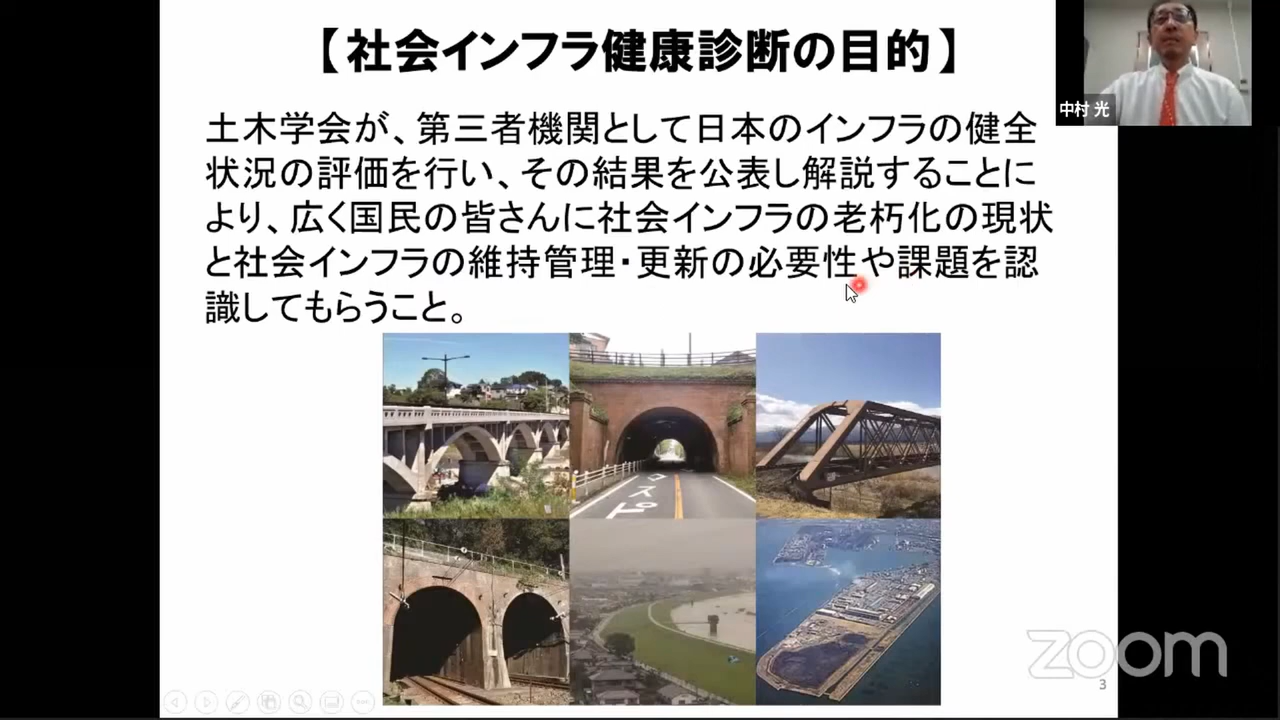 【社会インフラ健康診断の目的】
中村 光
土木学会が、第三者機関として日本のインフラの健全
状況の評価を行い、その結果を公表し解説することに
より、広く国民の皆さんに社会インフラの老朽化の現状
と社会インフラの維持管理・更新の必要性や課題を認
識してもらうこと。
zoom
3